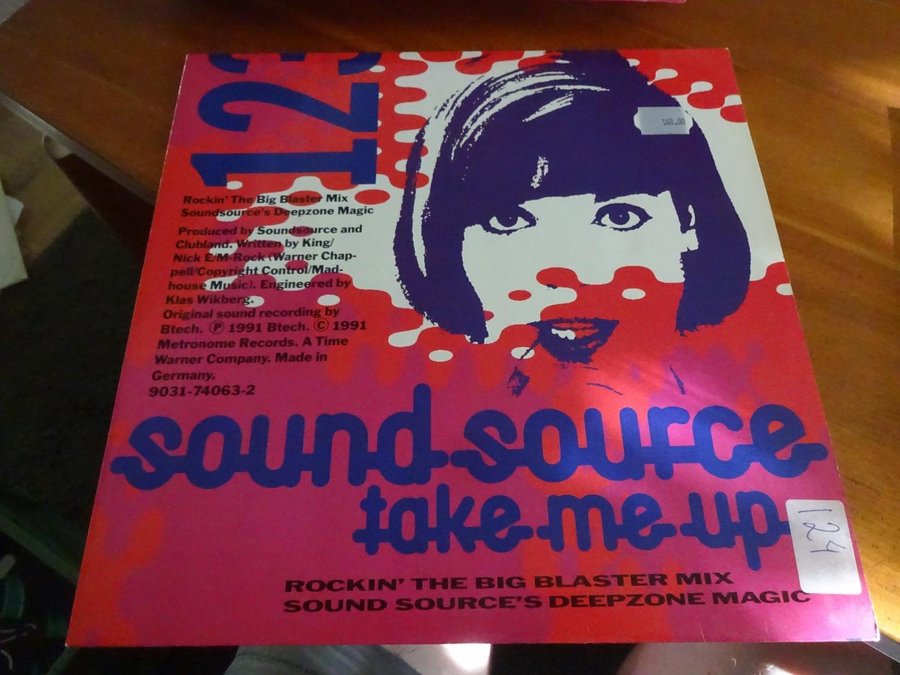 123
$60.00
Rockin' The Big Blaster Mix
Soundsource's Deepzone Magic
Produced by Soundsource and
Clubland. Written by King/
Nick E/M-Rock (Warner Chap-
pell/Copyright Control/Mad-
house Music). Engineered by
Klas Wikberg.
Original sound recording by
Btech. Ⓟ 1991 Btech. © 1991
Metronome Records. A Time
Warner Company. Made in
Germany.
9031-74063-2
sound source
take me up
124
ROCKIN' THE BIG BLASTER MIX
SOUND SOURCE'S DEEPZONE MAGIC